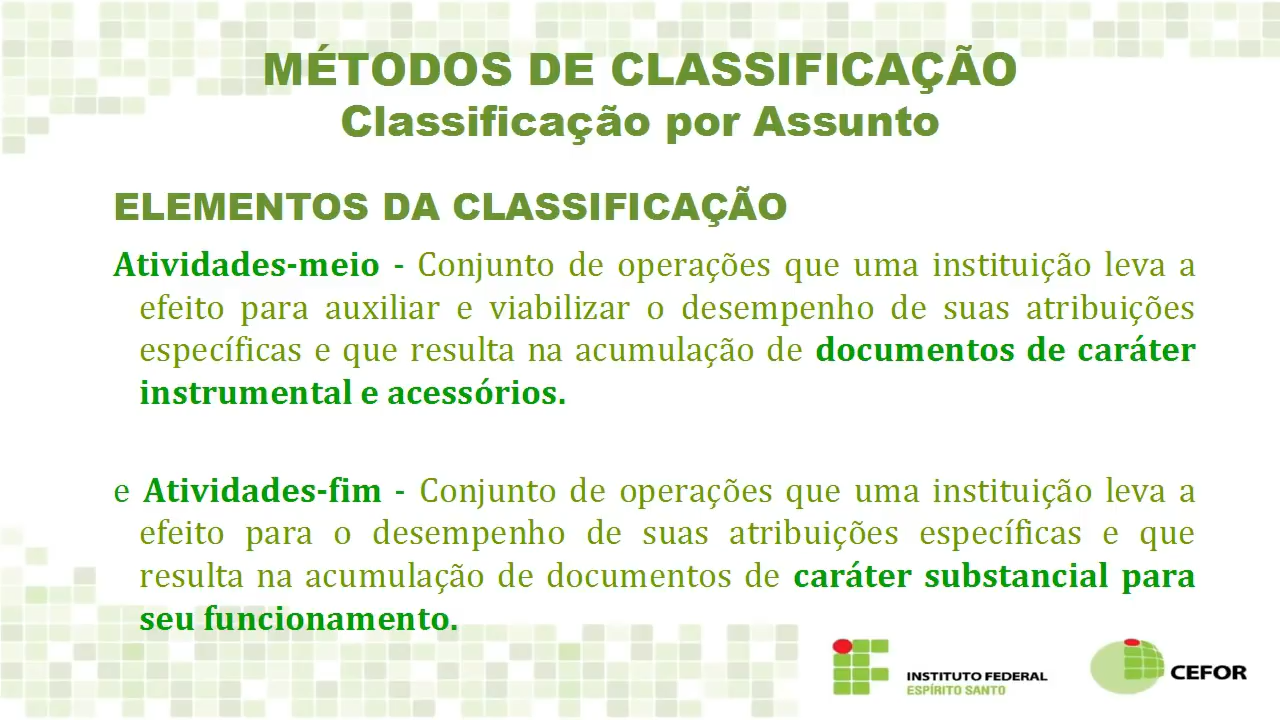 MÉTODOS DE CLASSIFICAÇÃO
Classificação por Assunto
ELEMENTOS DA CLASSIFICAÇÃO
Atividades-meio - Conjunto de operações que uma instituição leva a
efeito para auxiliar e viabilizar o desempenho de suas atribuições
específicas e que resulta na acumulação de documentos de caráter
instrumental e acessórios.
e Atividades-fim - Conjunto de operações que uma instituição leva a
efeito para o desempenho de suas atribuições específicas e que
resulta na acumulação de documentos de caráter substancial para
seu funcionamento.
INSTITUTO FEDERAL
ESPÍRITO SANTO
CEFOR